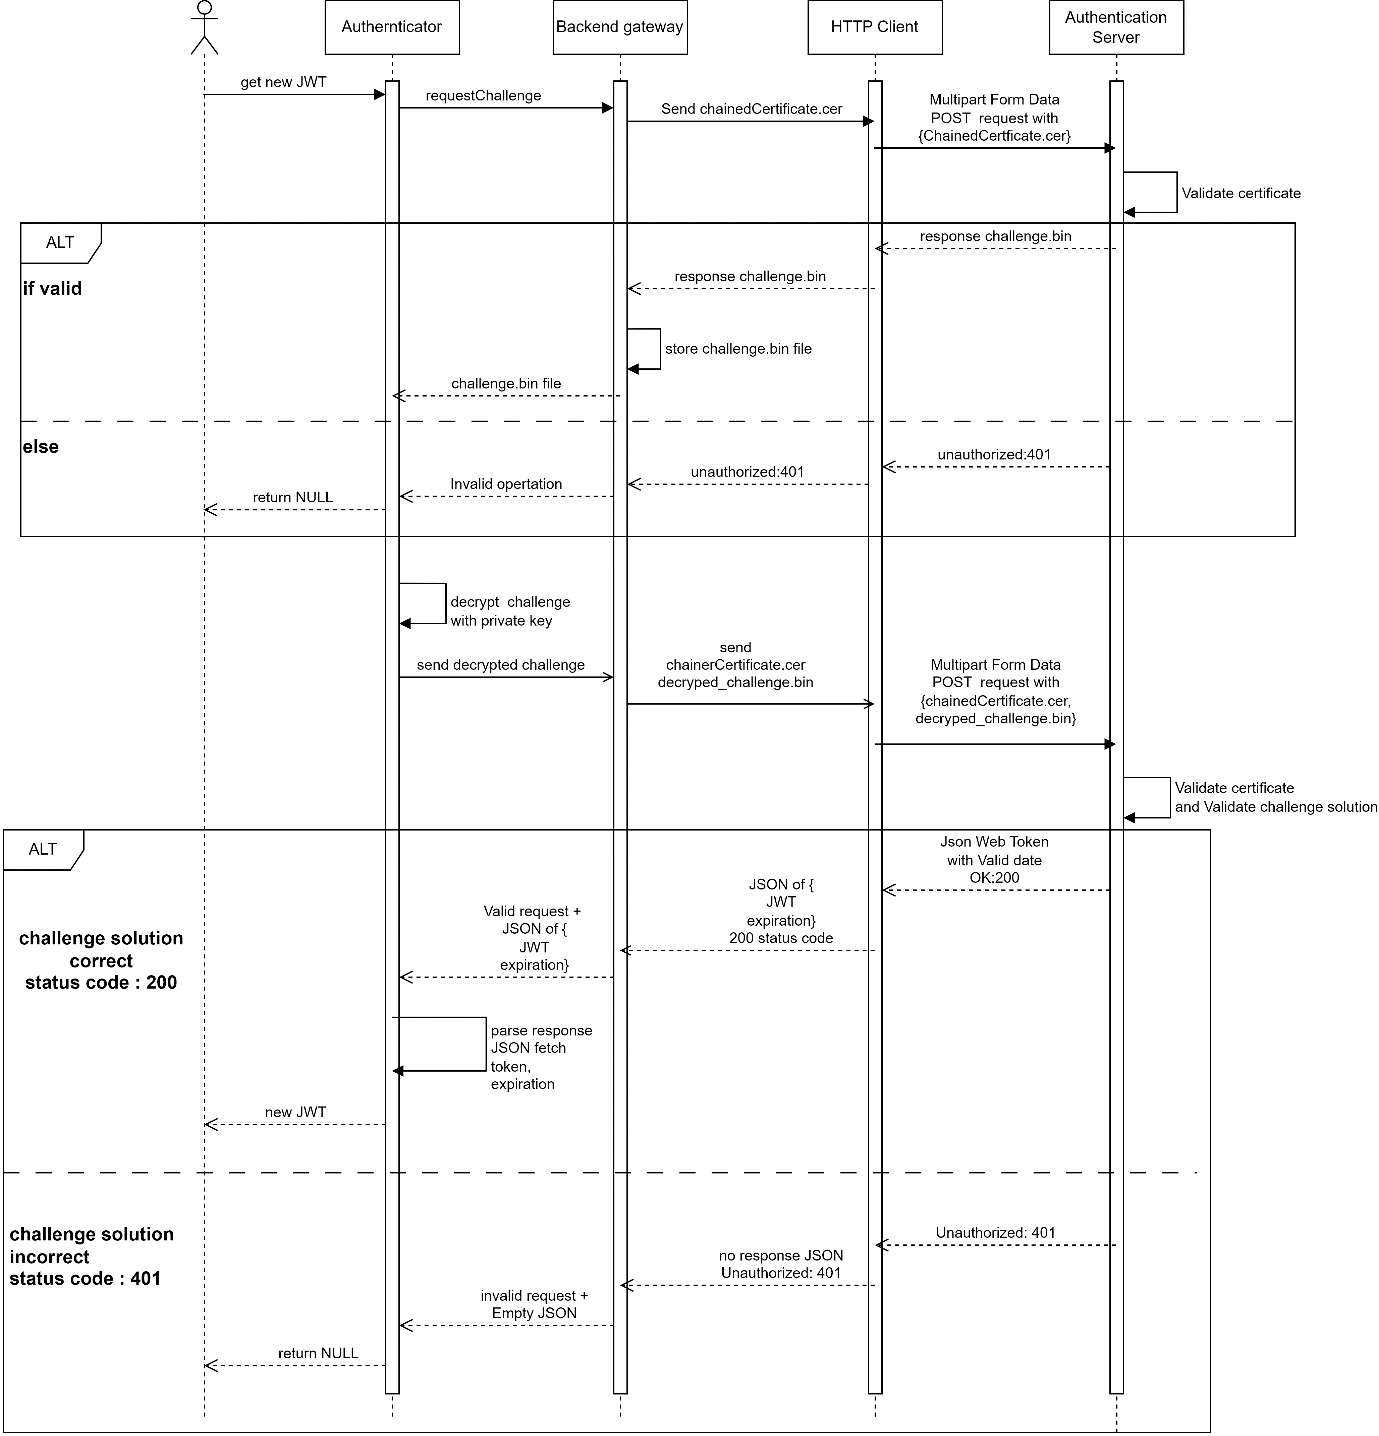 Authernticator
Backend gateway
HTTP Client
Authentication
Server
get new JWT
requestChallenge
Send chainedCertificate.cer
Multipart Form Data
POST request with
{ChainedCertficate.cer}
Validate certificate
ALT
response challenge.bin
if valid
response challenge.bin
store challenge.bin file
challenge.bin file
else
unauthorized:401
unauthorized:401
Invalid opertation
return NULL
decrypt challenge
with private key
send decrypted challenge
send
chainerCertificate.cer
decryped_challenge.bin
Multipart Form Data
POST request with
{chainedCertificate.cer,
decryped_challenge.bin}
Validate certificate
and Validate challenge solution
ALT
Json Web Token
with Valid date
OK:200
JSON of {
JWT
expiration}
200 status code
Valid request +
JSON of {
JWT
expiration}
challenge solution
correct
status code : 200
parse response
JSON fetch
token,
expiration
new JWT
challenge solution
incorrect
status code : 401
Unauthorized: 401
no response JSON
Unauthorized: 401
invalid request +
Empty JSON
return NULL